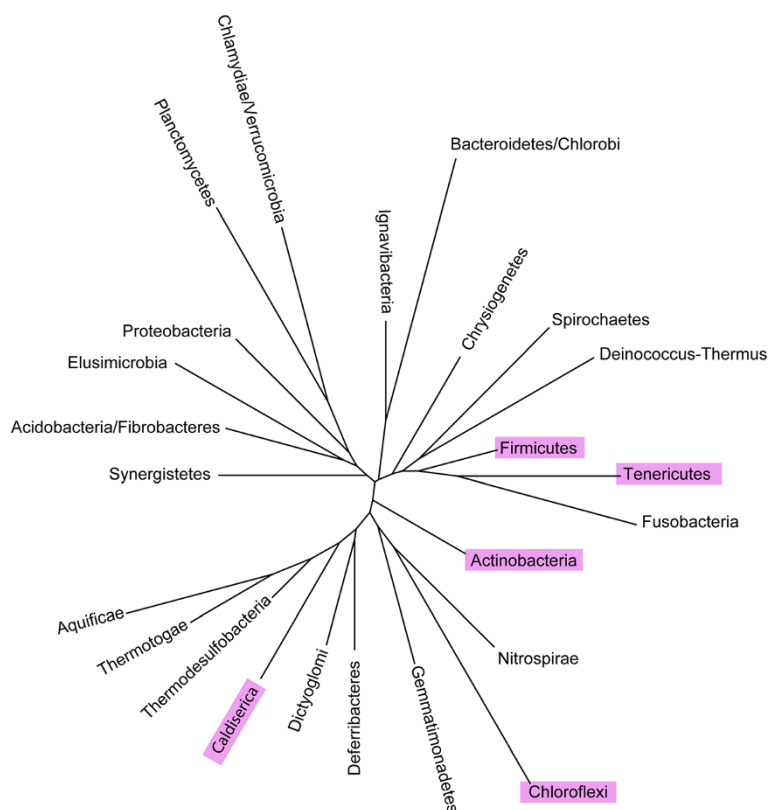 Chlamydiae/Verrucomicrobia
Planctomycetes
Bacteroidetes/Chlorobi
Ignavibacteria
Chrysiogenetes
Spirochaetes
Proteobacteria
Deinococcus-Thermus
Elusimicrobia
Acidobacteria/Fibrobacteres
Firmicutes
Synergistetes
Tenericutes
Fusobacteria
Actinobacteria
Aquificae
Thermotogae
Thermodesulfobacteria
Caldiserica
Dictyoglomi
Deferribacteres
Gemmatimonadetes
Nitrospirae
Chloroflexi